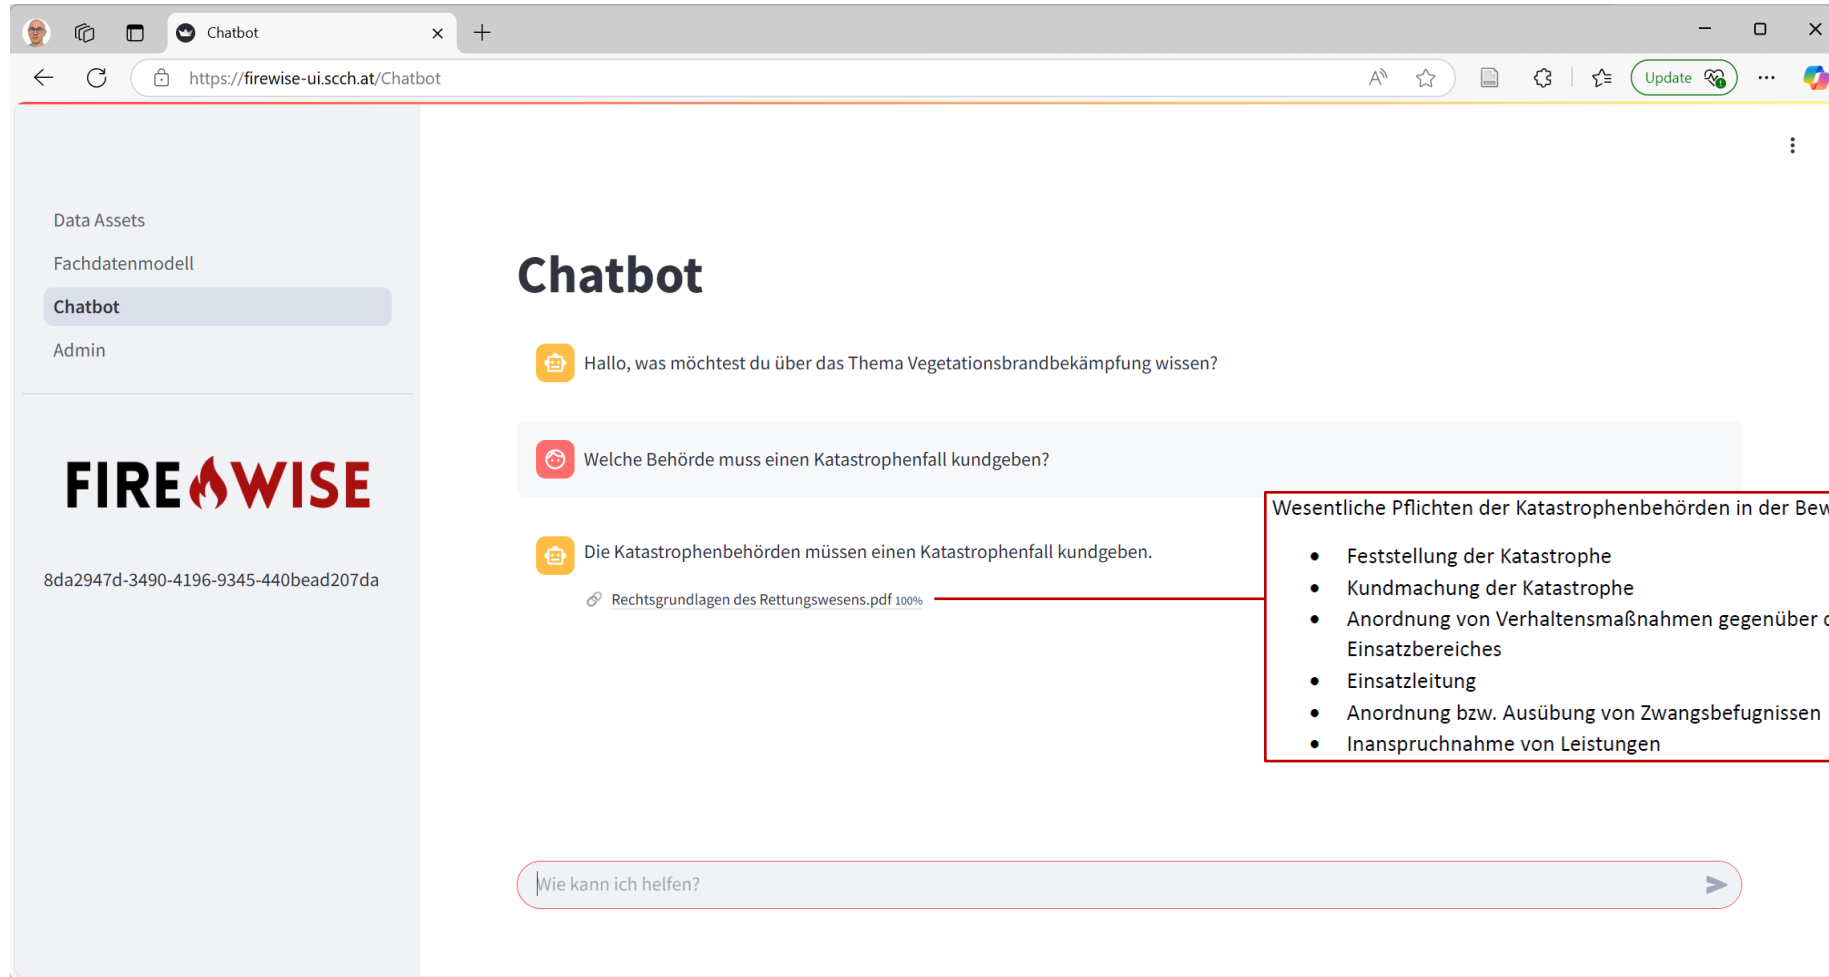 Chatbot
https://firewise-ui.scch.at/Chatbot
Update
Data Assets
Fachdatenmodell
Chatbot
Admin
FIREWISE
8da2947d-3490-4196-9345-440bead207da
Chatbot
Hallo, was möchtest du über das Thema Vegetationsbrandbekämpfung wissen?
Welche Behörde muss einen Katastrophenfall kundgeben?
Die Katastrophenbehörden müssen einen Katastrophenfall kundgeben.
Rechtsgrundlagen des Rettungswesens.pdf 100%
Wesentliche Pflichten der Katastrophenbehörden in der Bew
• Feststellung der Katastrophe
• Kundmachung der Katastrophe
• Anordnung von Verhaltensmaßnahmen gegenüber
Einsatzbereiches
• Einsatzleitung
• Anordnung bzw. Ausübung von Zwangsbefugnissen
• Inanspruchnahme von Leistungen
Wie kann ich helfen?